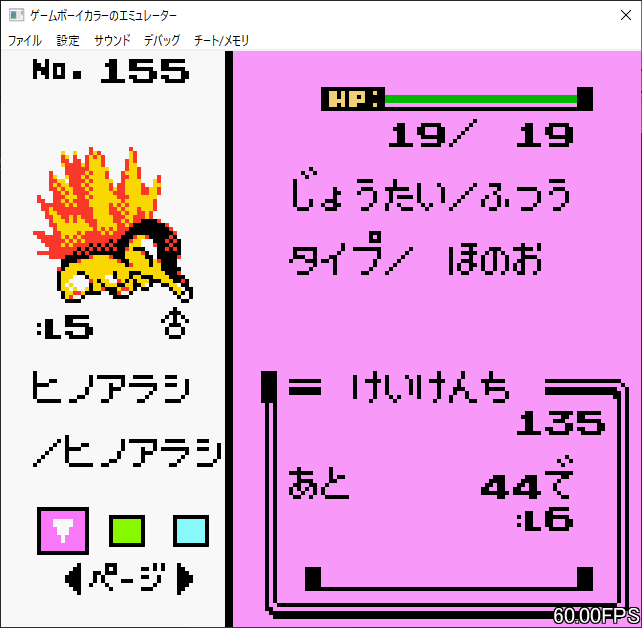 ゲームボーイカラーのエミュレーター
ファイル 設定 サウンド デバッグ チート/メモリ
No. 155
:L5 ♂
ヒノアラシ
/ヒノアラシ
◀ページ▶
HP:
19/ 19
じょうたい/ふつう
タイプ/ ほのお
けいけんち
135
あと 44で
:L6
60.00FPS